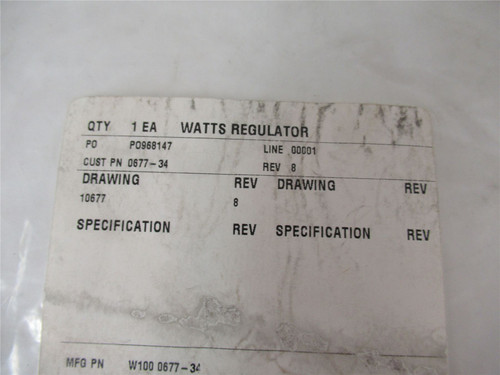 QTY 1 EA WATTS REGULATOR
PO PO968147 LINE 00001
CUST PN 0677-34 REV 8
DRAWING REV DRAWING REV
10677 8
SPECIFICATION REV SPECIFICATION REV
MFG PN W100 0677-34